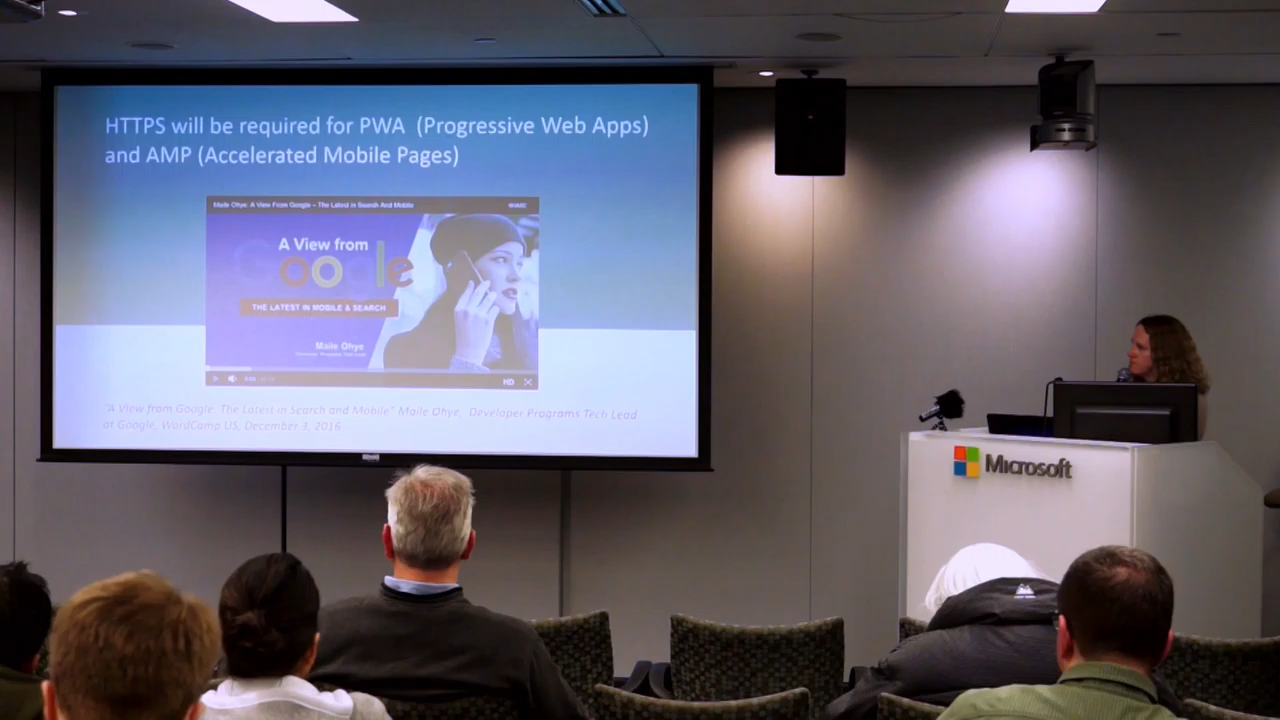 HTTPS will be required for PWA (Progressive Web Apps)
and AMP (Accelerated Mobile Pages)
Maile Ohye: A View From Google – The Latest in Search And Mobile
A View from
Google
THE LATEST IN MOBILE & SEARCH
Maile Ohye
HD
"A View from Google: The Latest in Search and Mobile" Maile Ohye, Developer Programs Tech Lead
at Google, WordCamp US, December 3, 2016
Microsoft